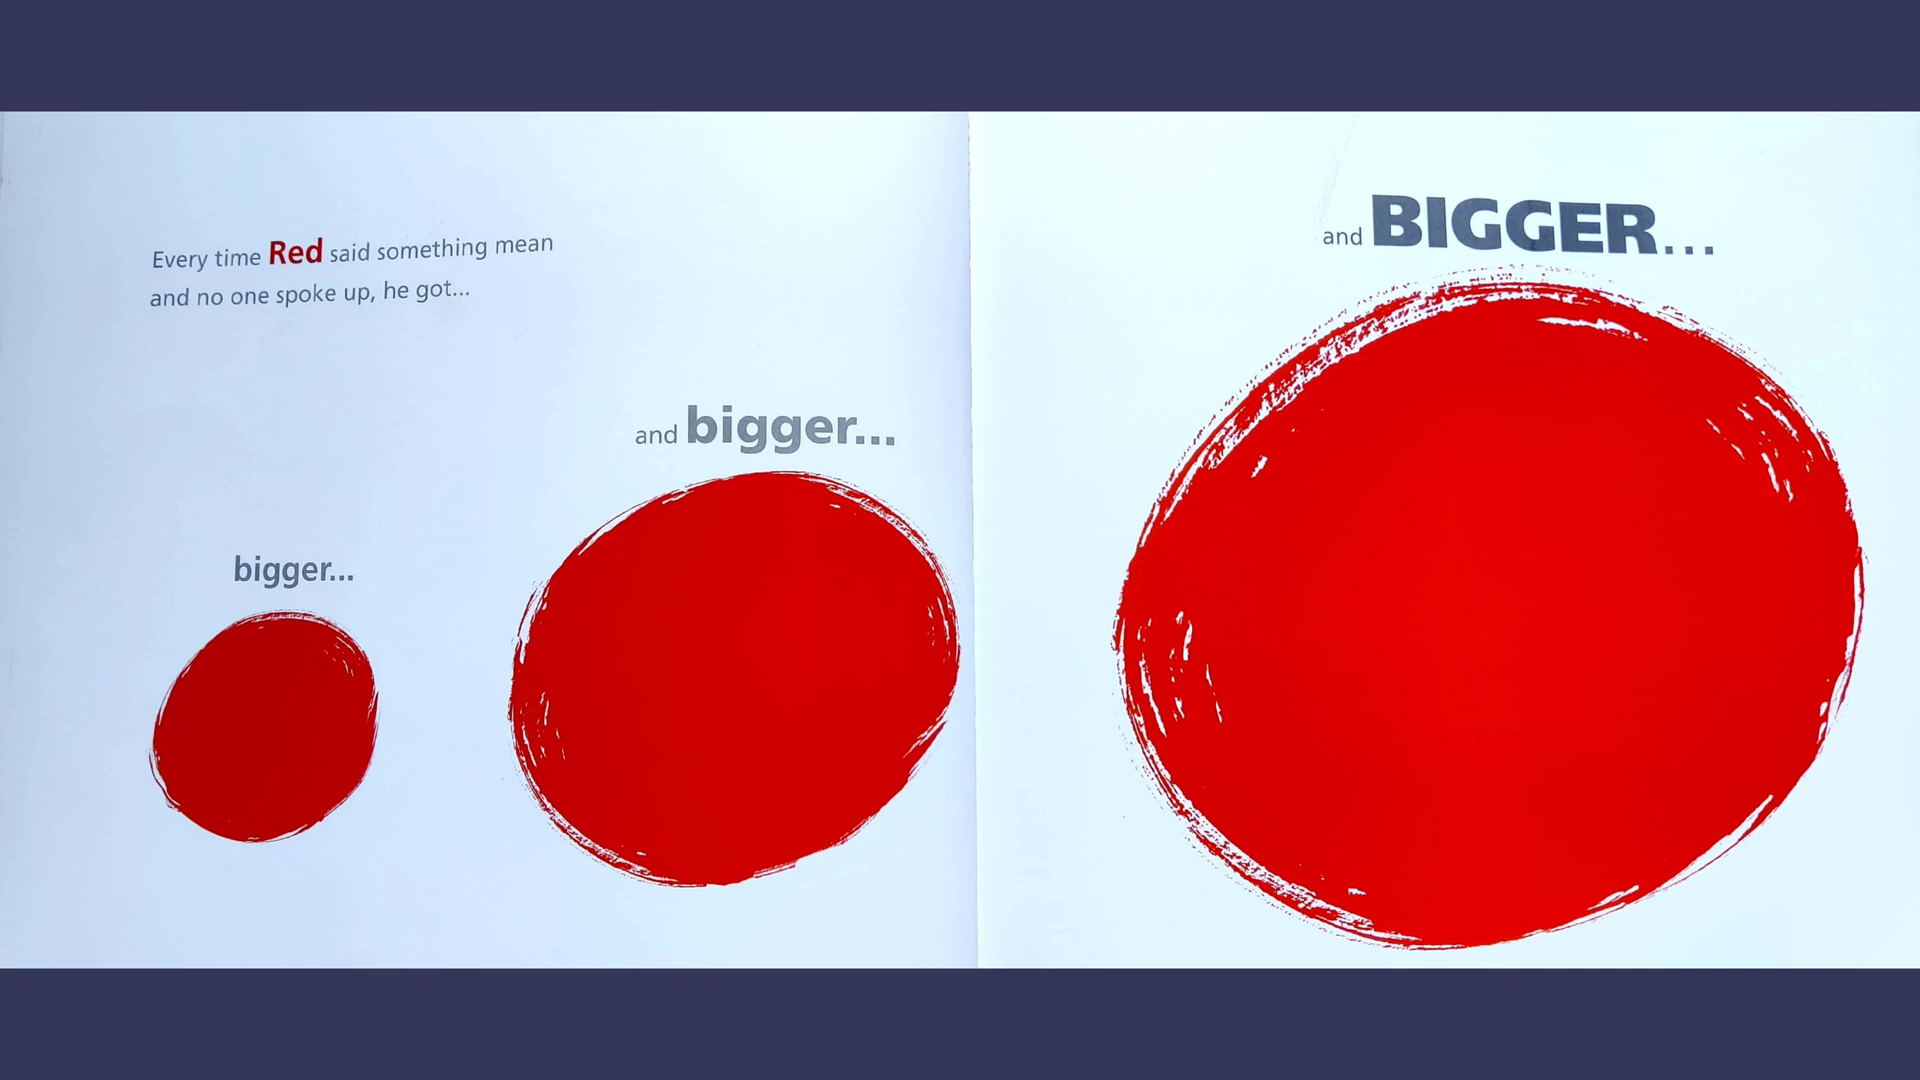 Every time Red said something mean
and no one spoke up, he got...
bigger...
and bigger...
and BIGGER...